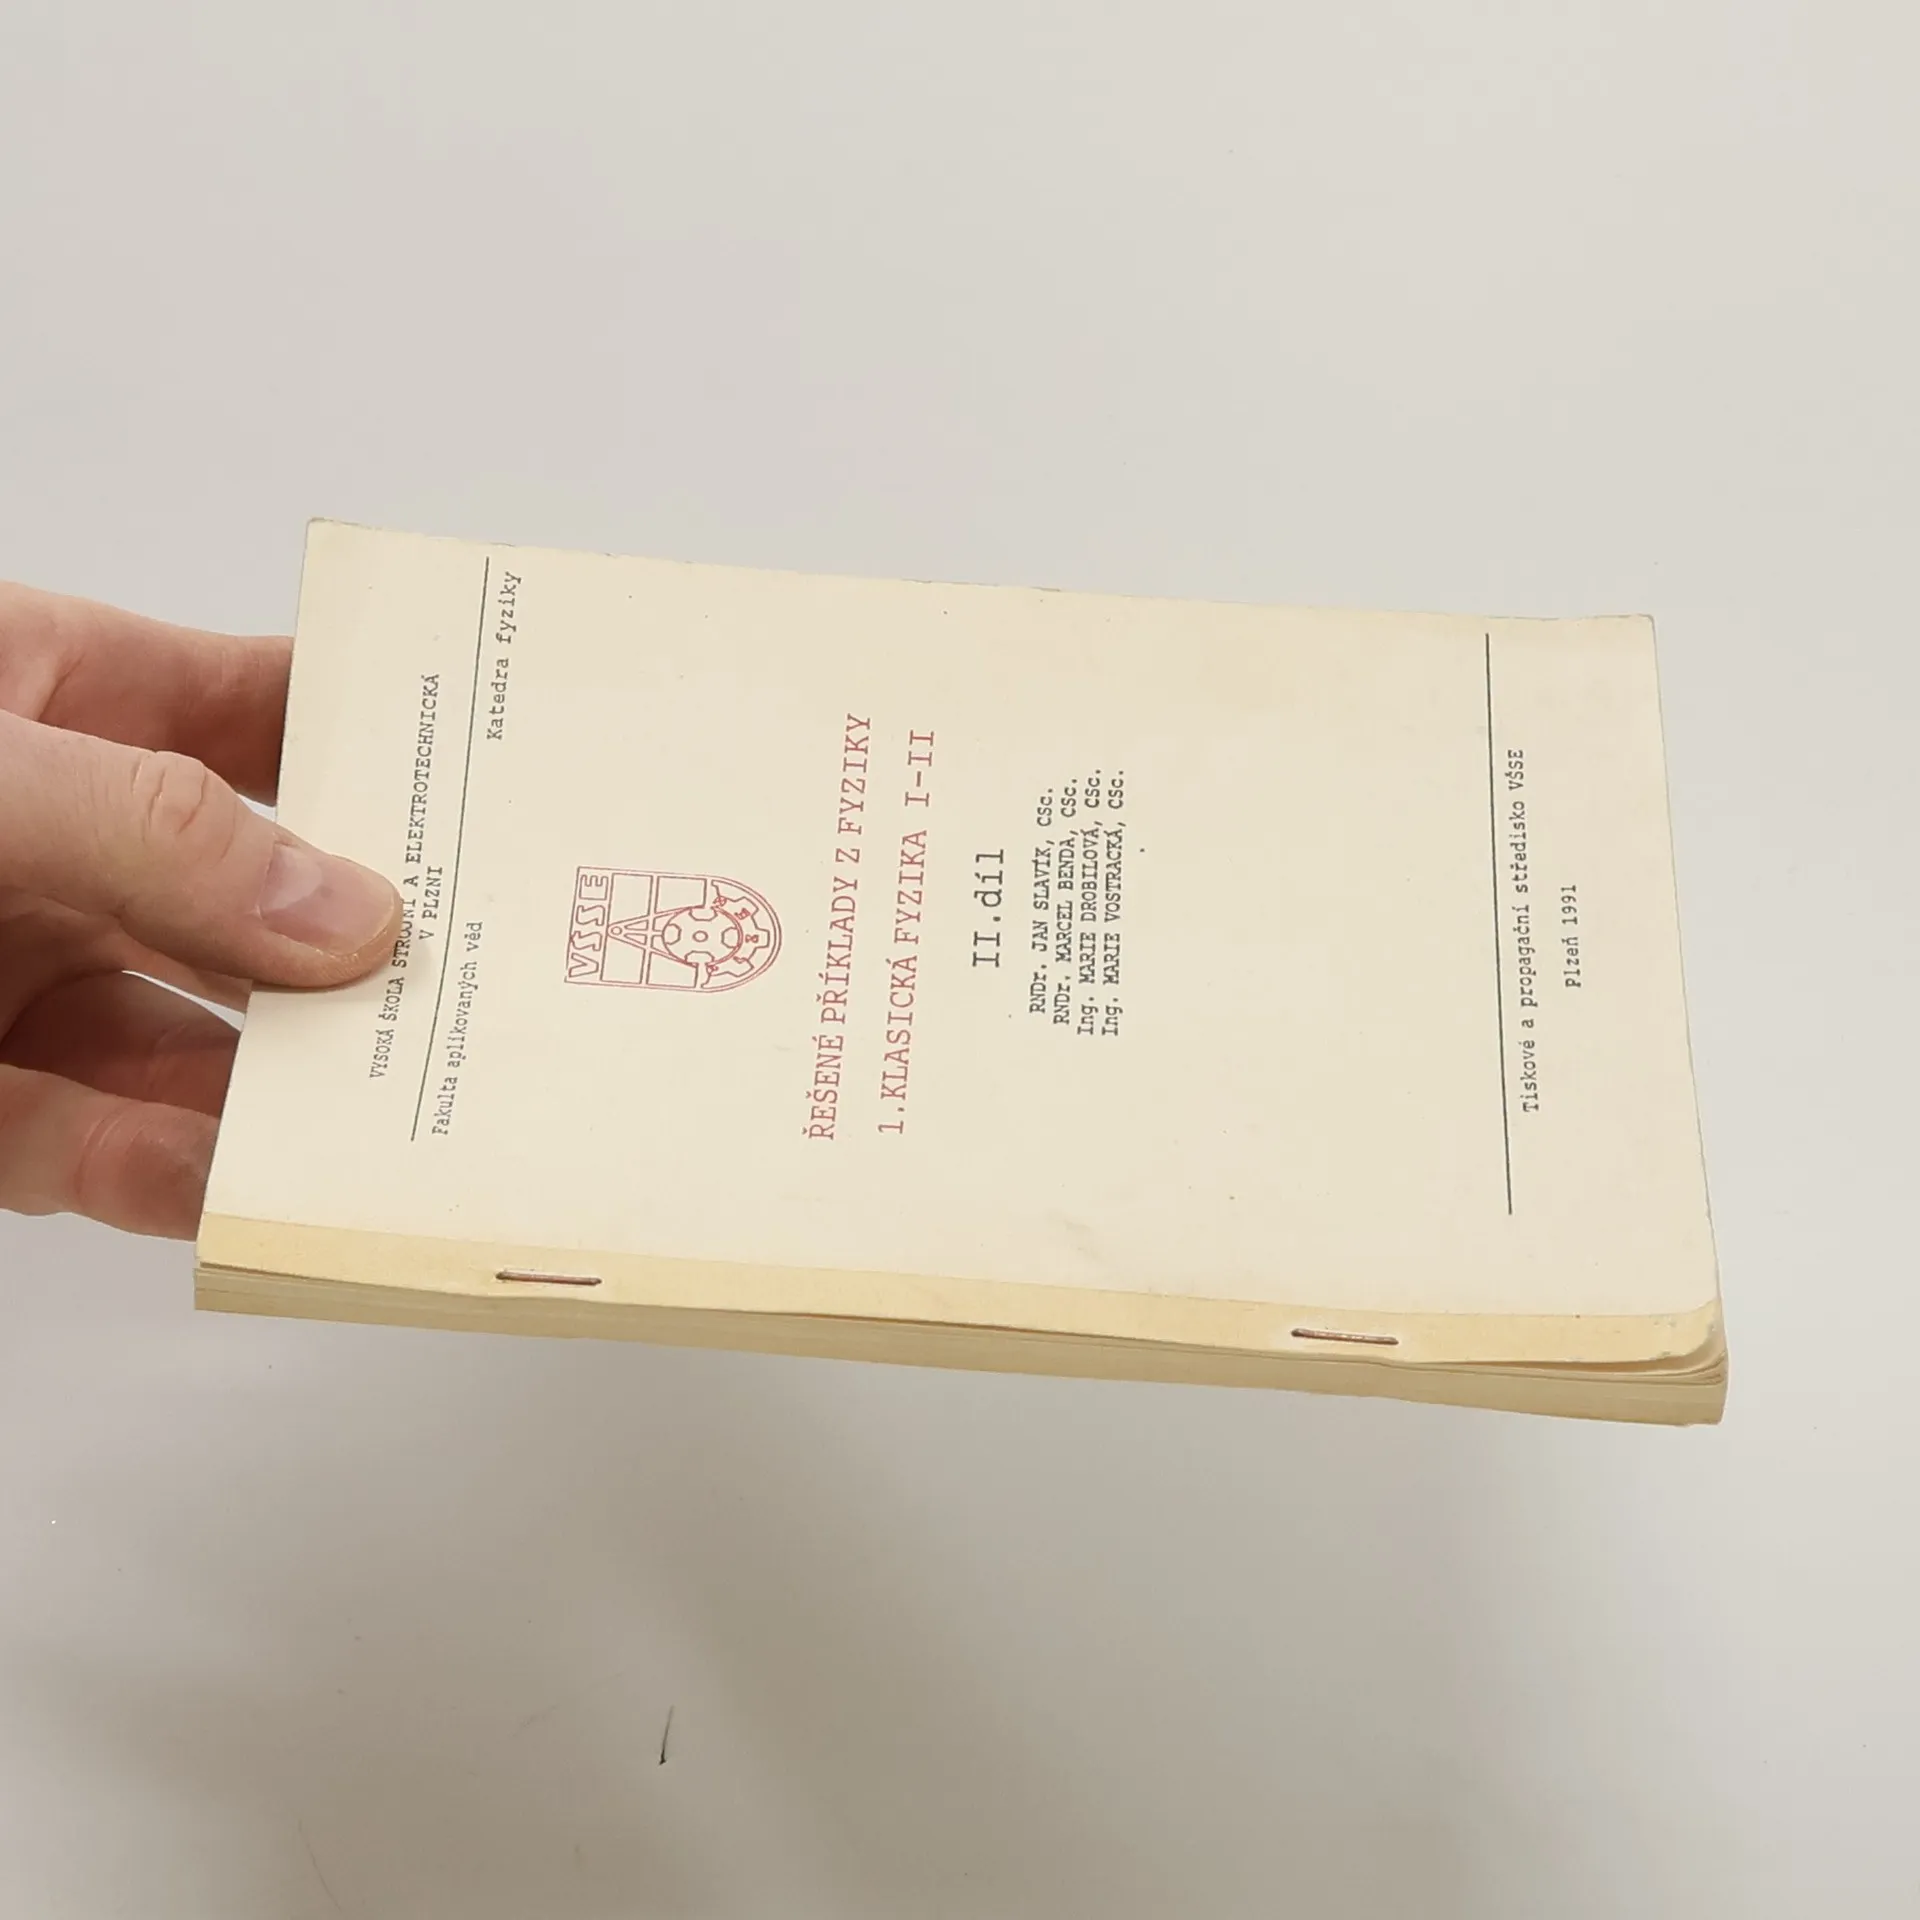 VYSOKÁ ŠKOLA STROJNÍ A ELEKTROTECHNICKÁ
V PLZNI
Fakulta aplikovaných věd
Katedra fyziky
VŠSE
ŘEŠENÉ PŘÍKLADY Z FYZIKY
1.KLASICKÁ FYZIKA I-II
II.díl
RNDr. JAN SLAVÍK, CSc.
RNDr. MARCEL BENDA, CSc.
Ing. MARIE DROBILOVÁ, CSc.
Ing. MARIE VOSTRACKÁ, CSc.
Tiskové a propagační středisko VŠSE
Plzeň 1991